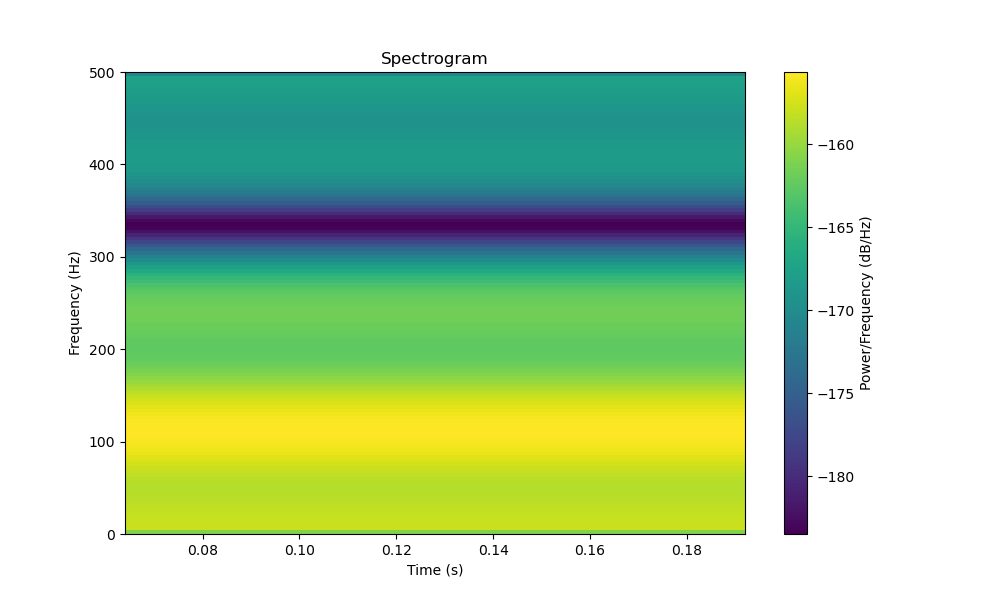 Spectrogram
500
400
300
200
100
0
Frequency (Hz)
0.08 0.10 0.12 0.14 0.16 0.18
Time (s)
−160
−165
−170
−175
−180
Power/Frequency (dB/Hz)